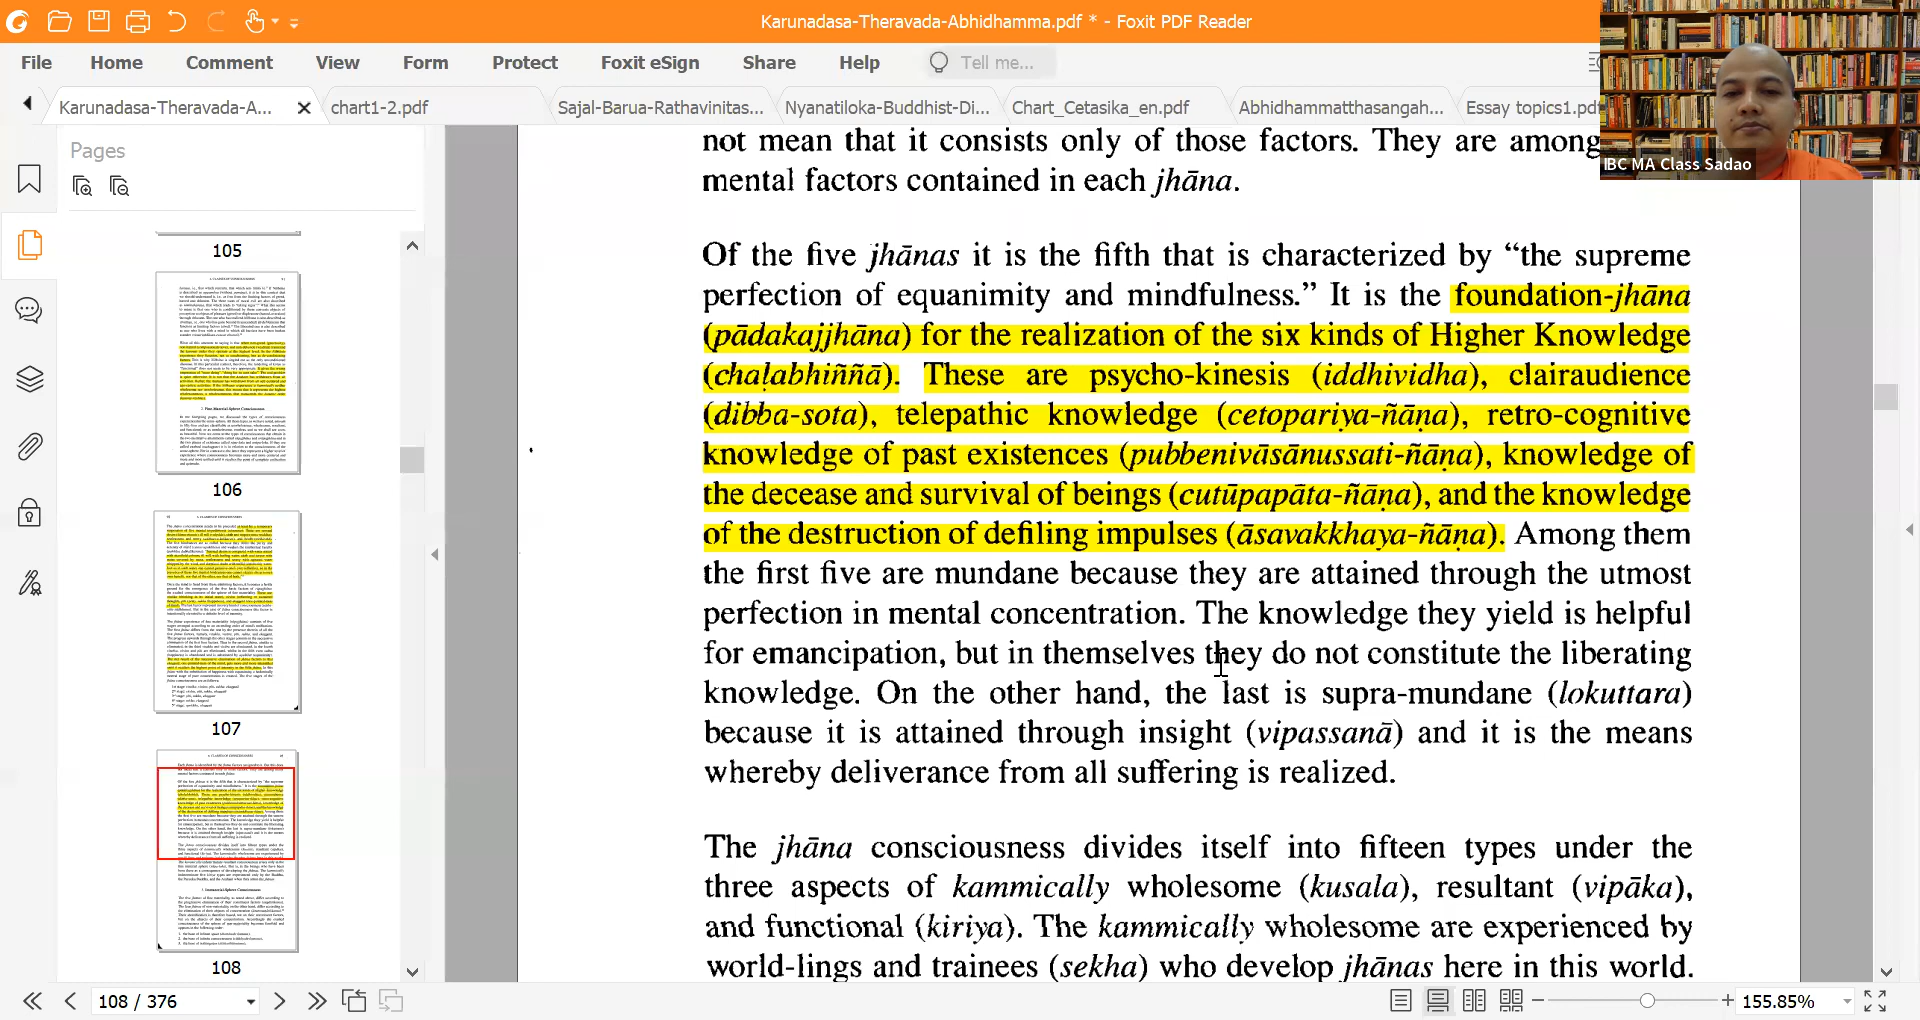 Karunadasa-Theravada-Abhidhamma.pdf * - Foxit PDF Reader
File Home Comment View Form Protect Foxit eSign Share Help Tell me...
Karunadasa-Theravada-A... chart1-2.pdf Sajal-Barua-Rathavinitas... Nyanatiloka-Buddhist-Di... Chart_Cetasika_en.pdf Abhidhammatthasangah... Essay topics1.pdf
IBC MA Class Sadao
Pages
105
106
107
108
not mean that it consists only of those factors. They are among
mental factors contained in each jhāna.
Of the five jhānas it is the fifth that is characterized by “the supreme
perfection of equanimity and mindfulness.” It is the foundation-jhāna
(pādakajjhāna) for the realization of the six kinds of Higher Knowledge
(chaḷabhiññā). These are psycho-kinesis (iddhividha), clairaudience
(dibba-sota), telepathic knowledge (cetopariya-ñāṇa), retro-cognitive
knowledge of past existences (pubbenivāsānussati-ñāṇa), knowledge of
the decease and survival of beings (cutūpapāta-ñāṇa), and the knowledge
of the destruction of defiling impulses (āsavakkhaya-ñāṇa). Among them
the first five are mundane because they are attained through the utmost
perfection in mental concentration. The knowledge they yield is helpful
for emancipation, but in themselves they do not constitute the liberating
knowledge. On the other hand, the last is supra-mundane (lokuttara)
because it is attained through insight (vipassanā) and it is the means
whereby deliverance from all suffering is realized.
The jhāna consciousness divides itself into fifteen types under the
three aspects of kammically wholesome (kusala), resultant (vipāka),
and functional (kiriya). The kammically wholesome are experienced by
world-lings and trainees (sekha) who develop jhānas here in this world.
108 / 376
155.85%